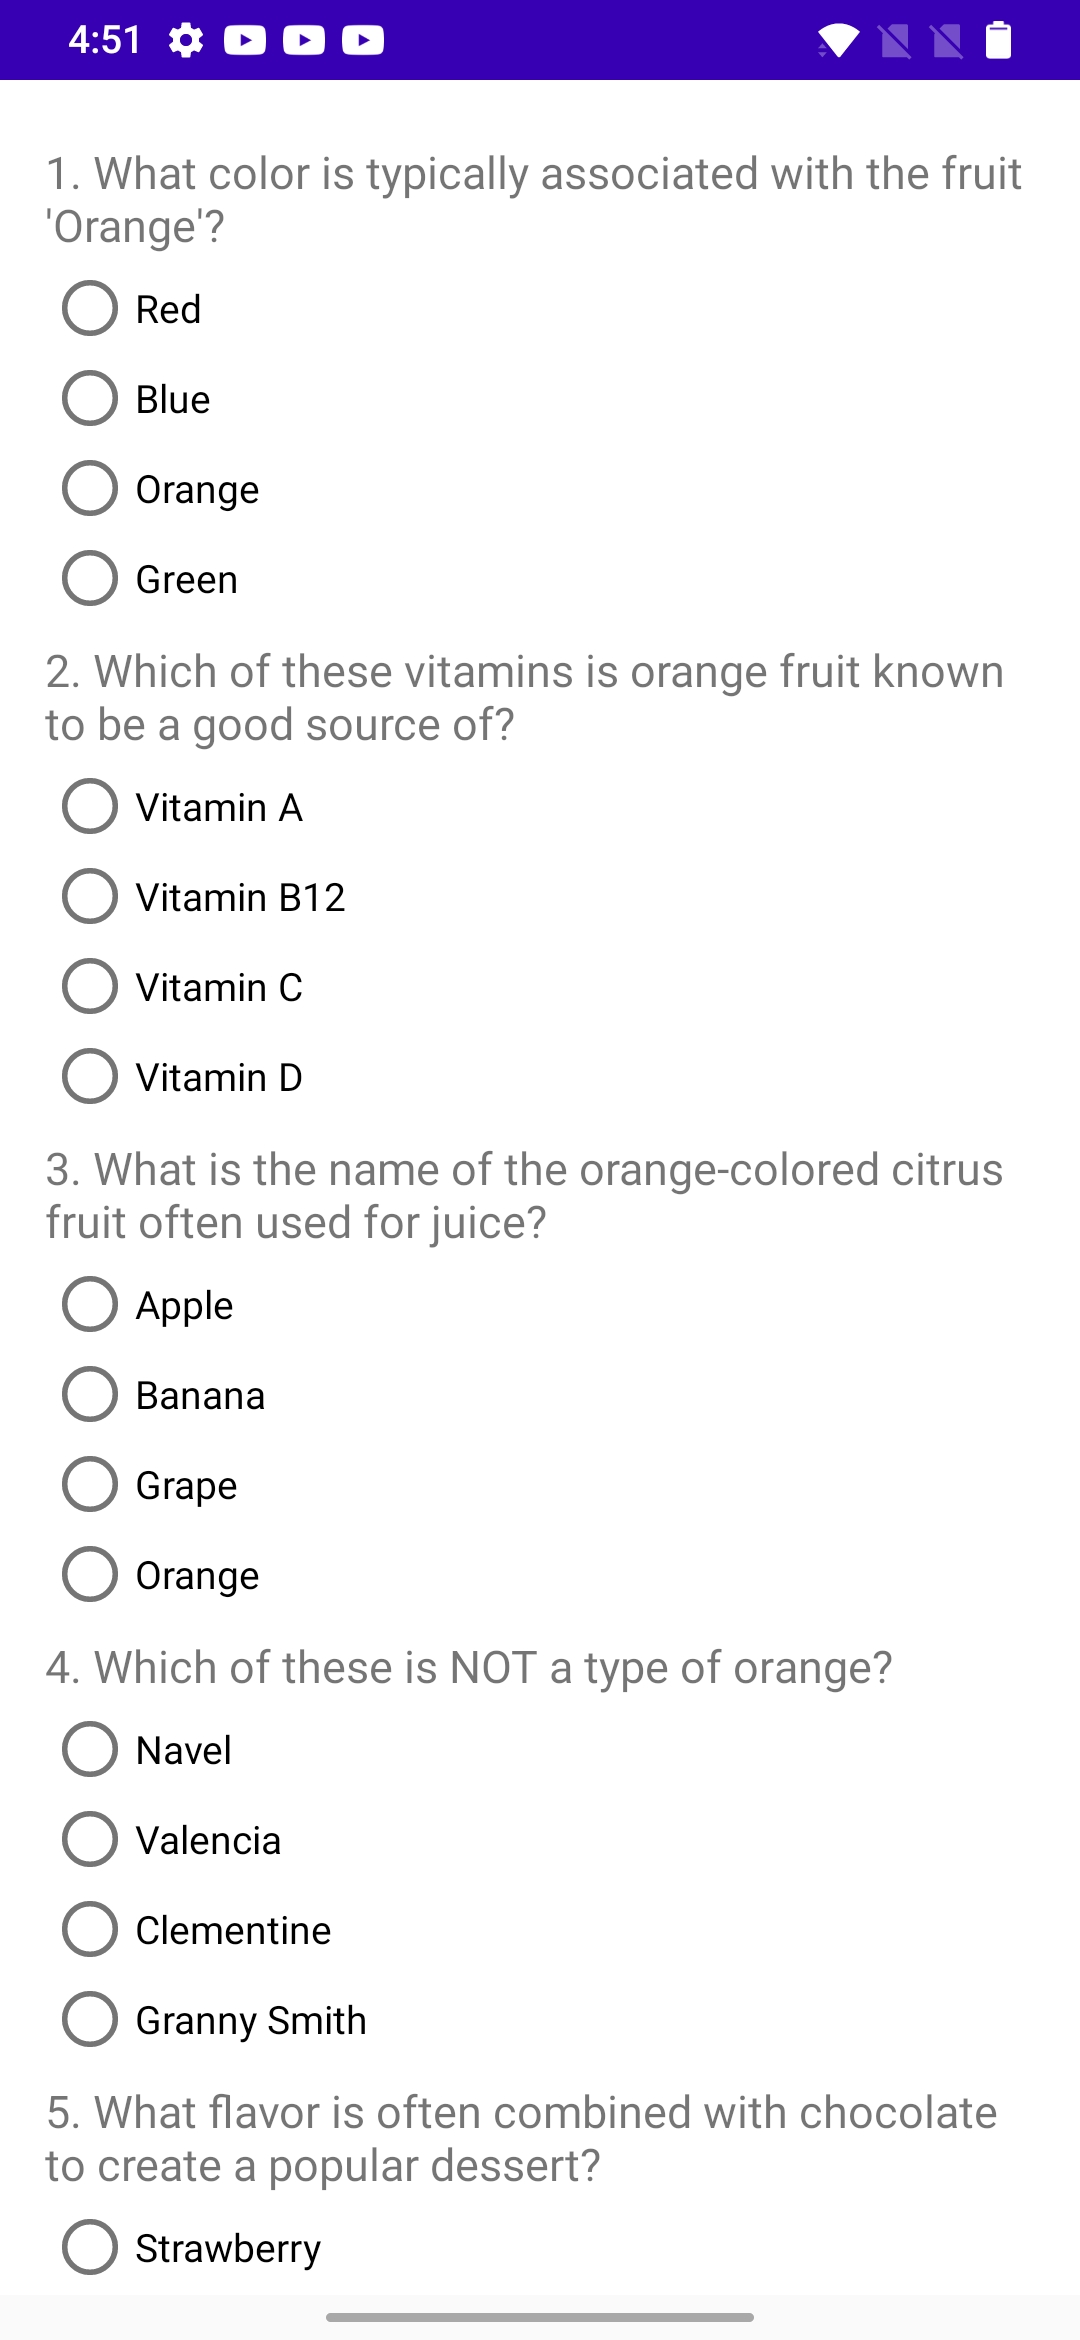 4:51
1. What color is typically associated with the fruit
'Orange'?
Red
Blue
Orange
Green
2. Which of these vitamins is orange fruit known
to be a good source of?
Vitamin A
Vitamin B12
Vitamin C
Vitamin D
3. What is the name of the orange-colored citrus
fruit often used for juice?
Apple
Banana
Grape
Orange
4. Which of these is NOT a type of orange?
Navel
Valencia
Clementine
Granny Smith
5. What flavor is often combined with chocolate
to create a popular dessert?
Strawberry